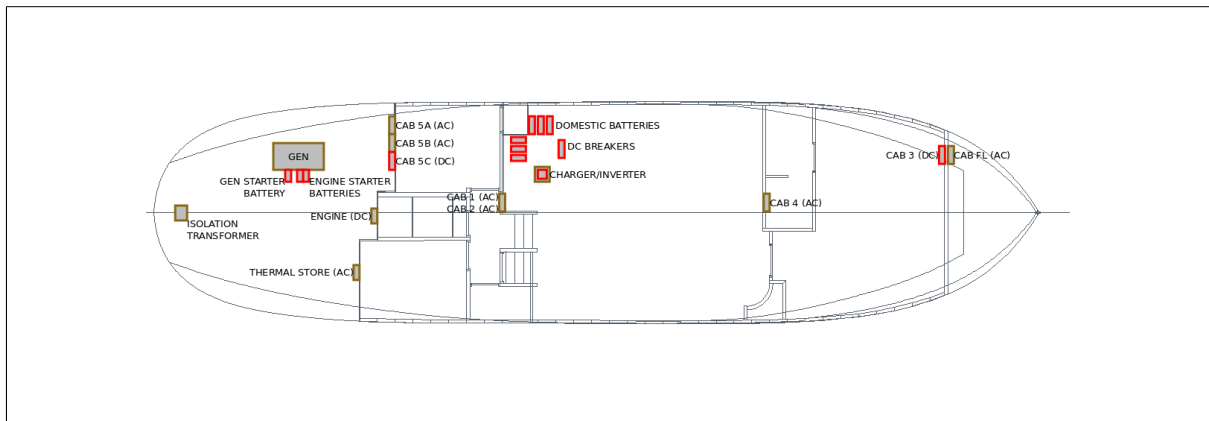 CAB 5A (AC)
DOMESTIC BATTERIES
CAB 5B (AC)
DC BREAKERS
GEN
CAB 5C (DC)
CAB 3 (DC)
CAB FL (AC)
CHARGER/INVERTER
GEN STARTER
BATTERY
ENGINE STARTER
BATTERIES
CAB 1 (AC)
CAB 2 (AC)
CAB 4 (AC)
ENGINE (DC)
ISOLATION
TRANSFORMER
THERMAL STORE (AC)